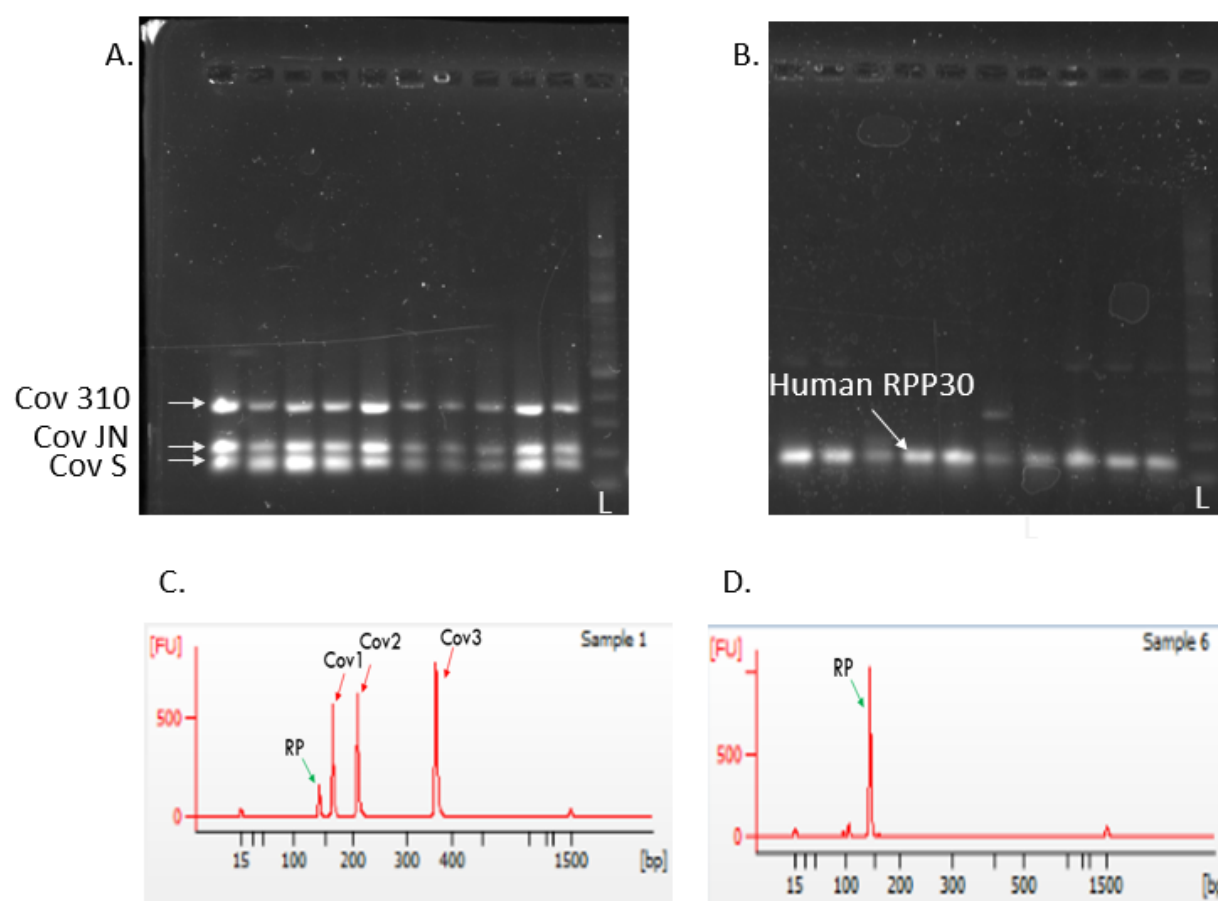 A.
B.
Cov 310
Cov JN
Cov S
L
Human RPP30
L
L
C.
D.
[FU]
Sample 1
Cov1
Cov2
Cov3
500
RP
0
15 100 200 300 400 1500 [bp]
[FU]
Sample 6
RP
500
0
15 100 200 300 500 1500